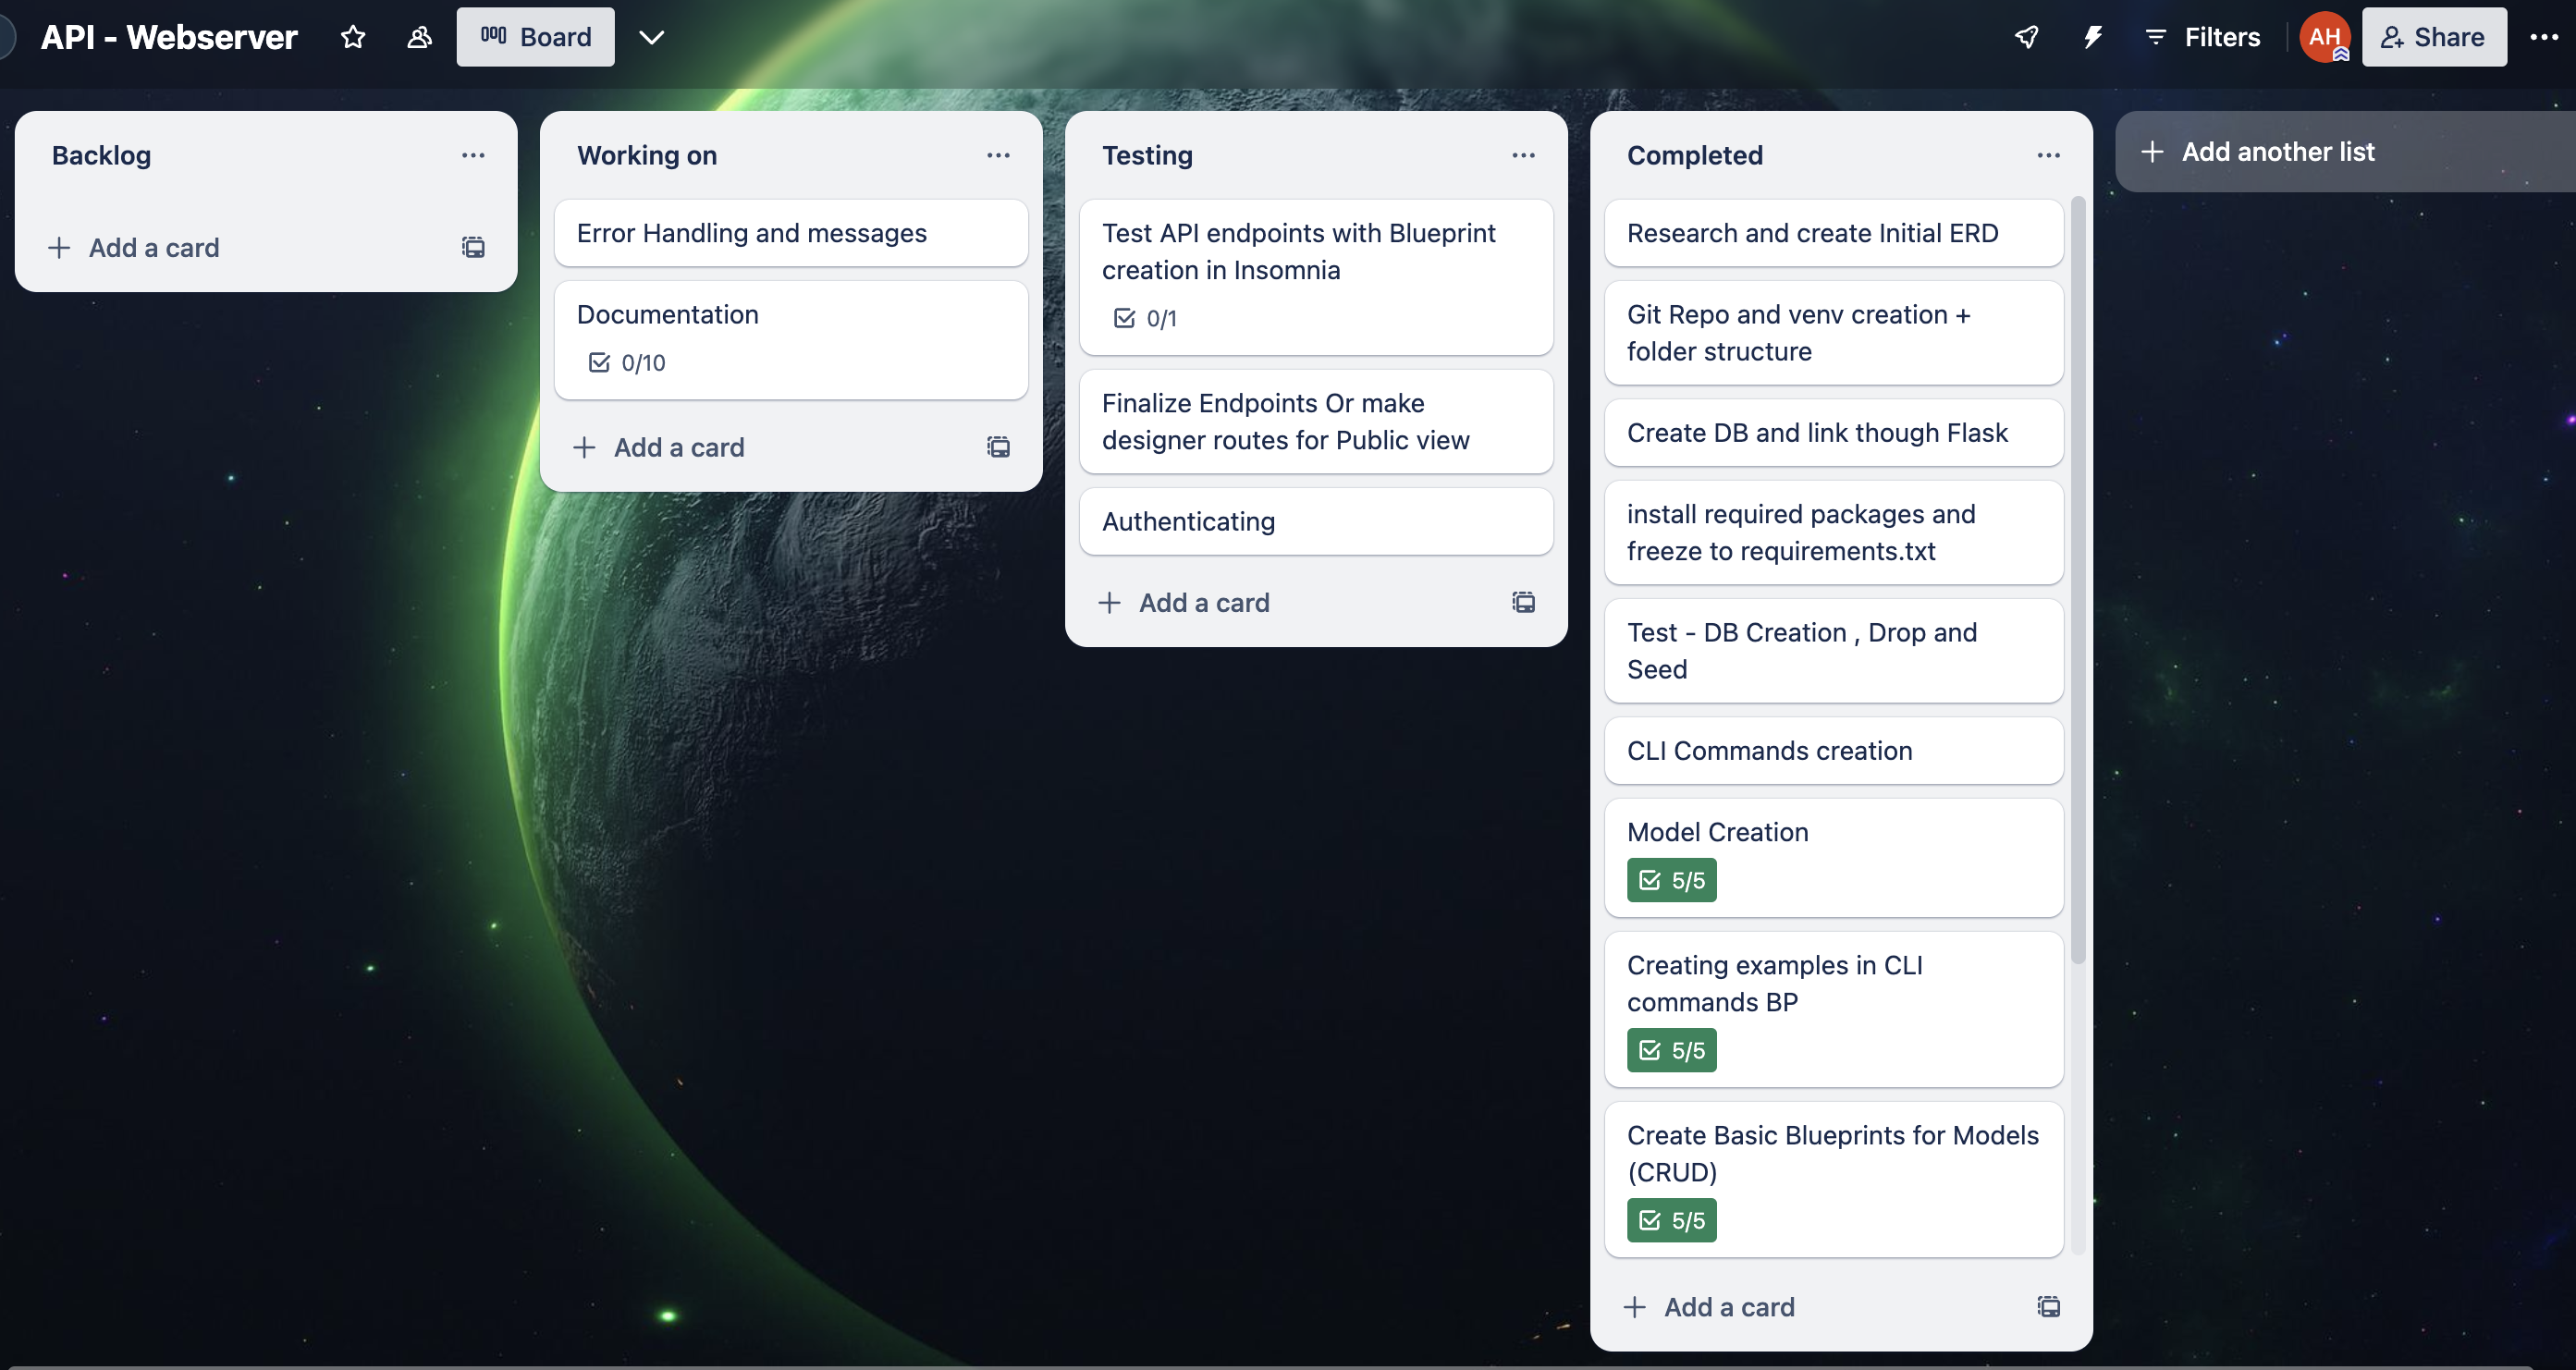 API - Webserver
Board
Filters
AH
Share
Backlog
Add a card
Working on
Error Handling and messages
Documentation
0/10
Add a card
Testing
Test API endpoints with Blueprint
creation in Insomnia
0/1
Finalize Endpoints Or make
designer routes for Public view
Authenticating
Add a card
Completed
Research and create Initial ERD
Git Repo and venv creation +
folder structure
Create DB and link though Flask
install required packages and
freeze to requirements.txt
Test - DB Creation , Drop and
Seed
CLI Commands creation
Model Creation
5/5
Creating examples in CLI
commands BP
5/5
Create Basic Blueprints for Models
(CRUD)
5/5
Add a card
Add another list